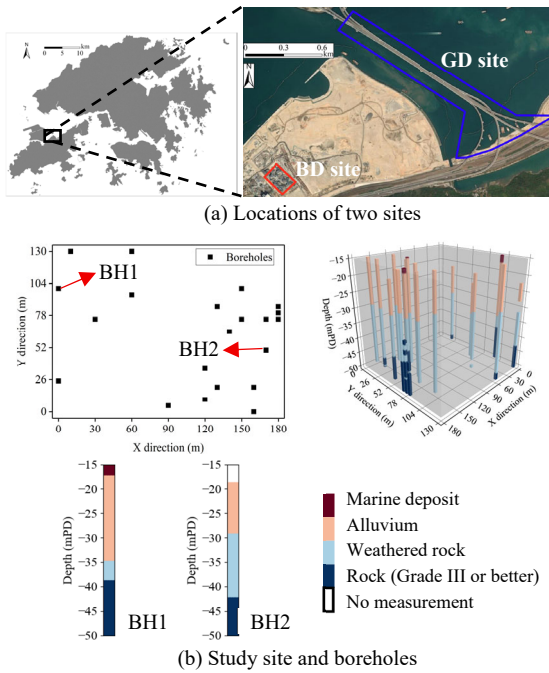 N
0 5 10
km
N
0 0.3 0.6
km
GD site
BD site
(a) Locations of two sites
130
104
78
52
26
0
Y direction (m)
0 30 60 90 120 150 180
X direction (m)
Boreholes
BH1
BH2
−15
−20
−25
−30
−35
−40
−45
−50
Depth (mPD)
0
26
52
78
104
130
Y direction (m)
180
150
120
90
60
30
0
X direction (m)
−15
−20
−25
−30
−35
−40
−45
−50
Depth (mPD)
BH1
−15
−20
−25
−30
−35
−40
−45
−50
Depth (mPD)
BH2
Marine deposit
Alluvium
Weathered rock
Rock (Grade III or better)
No measurement
(b) Study site and boreholes